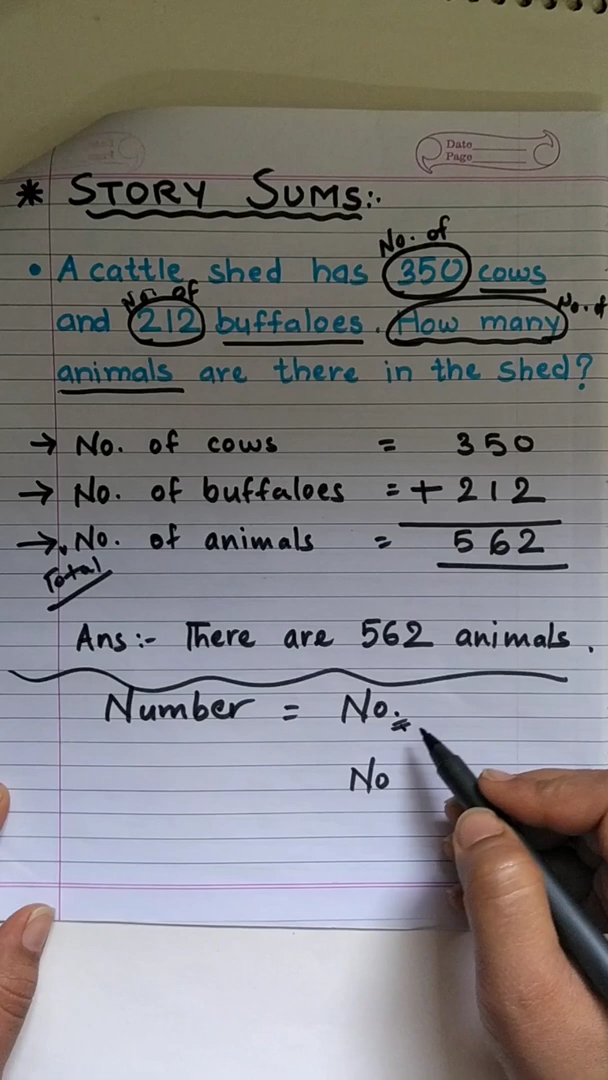 Date
Page
* STORY SUMS:-
No. of
• A cattle shed has 350 cows
No. of No. of
and 212 buffaloes. How many
animals are there in the shed?
→ No. of cows = 350
→ No. of buffaloes = + 212
→ No. of animals = 562
Total
Ans:- There are 562 animals.
Number = No.
No